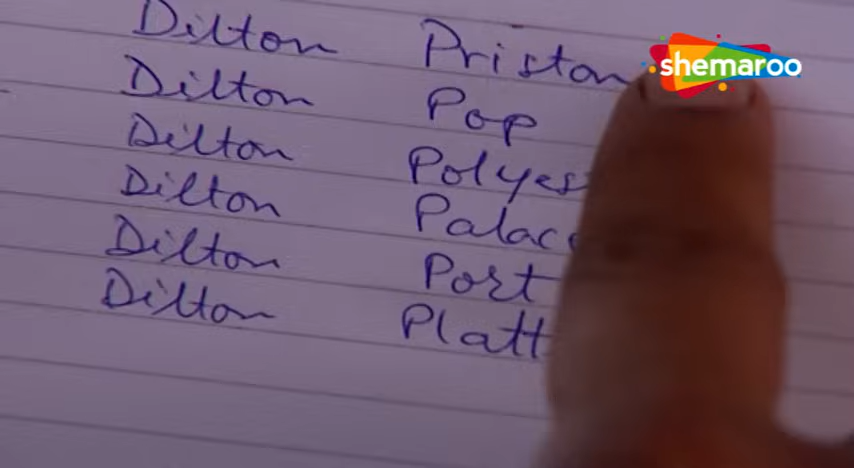 Dilton Priston
shemaroo
Dilton Pop
Dilton Polyes
Dilton Palac
Dilton Port
Dilton Platt